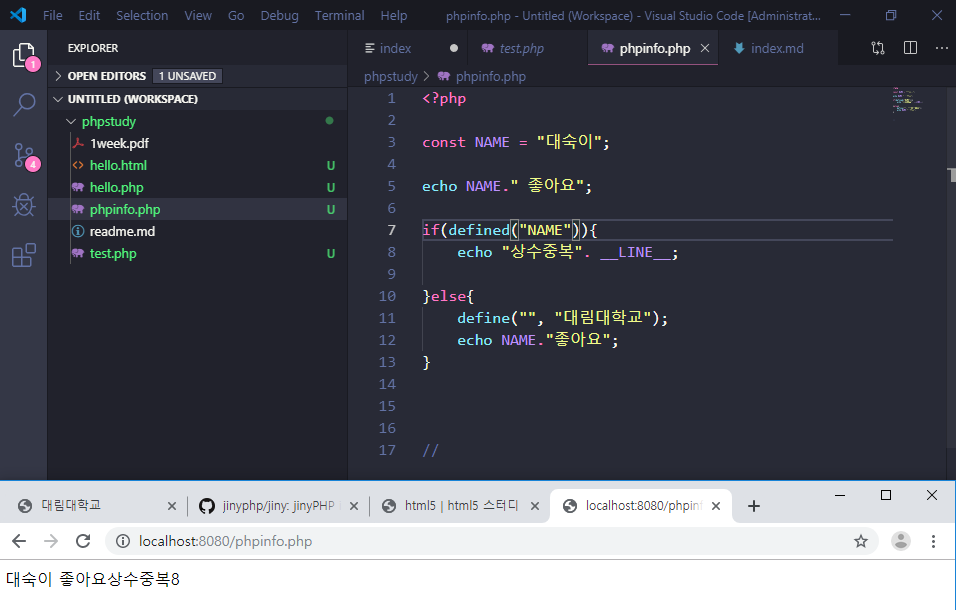 File Edit Selection View Go Debug Terminal Help phpinfo.php - Untitled (Workspace) - Visual Studio Code [Administrat...
EXPLORER
OPEN EDITORS 1 UNSAVED
UNTITLED (WORKSPACE)
phpstudy
1week.pdf
hello.html U
hello.php U
phpinfo.php U
readme.md
test.php U
1
4
index test.php phpinfo.php index.md
phpstudy > phpinfo.php
1 <?php
2
3 const NAME = "대숙이";
4
5 echo NAME." 좋아요";
6
7 if(defined("NAME")){
8 echo "상수중복". __LINE__;
9
10 }else{
11 define("", "대림대학교");
12 echo NAME."좋아요";
13 }
14
15
16
17 //
대림대학교 jinyphp/jiny: jinyPHP html5 | html5 스터디 localhost:8080/phpinf
localhost:8080/phpinfo.php
대숙이 좋아요상수중복8